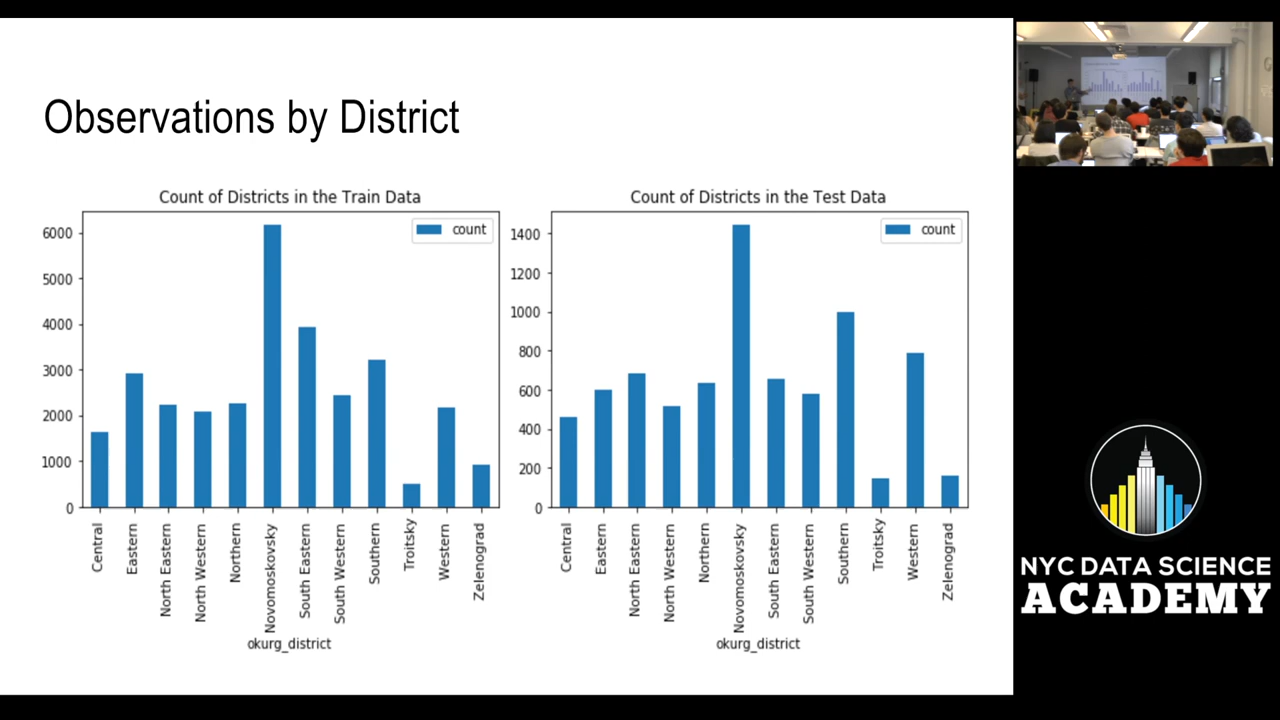 Observations by District
Count of Districts in the Train Data
count
6000
5000
4000
3000
2000
1000
0
Central
Eastern
North Eastern
North Western
Northern
Novomoskovsky
South Eastern
South Western
Southern
Troitsky
Western
Zelenograd
okurg_district
Count of Districts in the Test Data
count
1400
1200
1000
800
600
400
200
0
Central
Eastern
North Eastern
North Western
Northern
Novomoskovsky
South Eastern
South Western
Southern
Troitsky
Western
Zelenograd
okurg_district
NYC DATA SCIENCE
ACADEMY